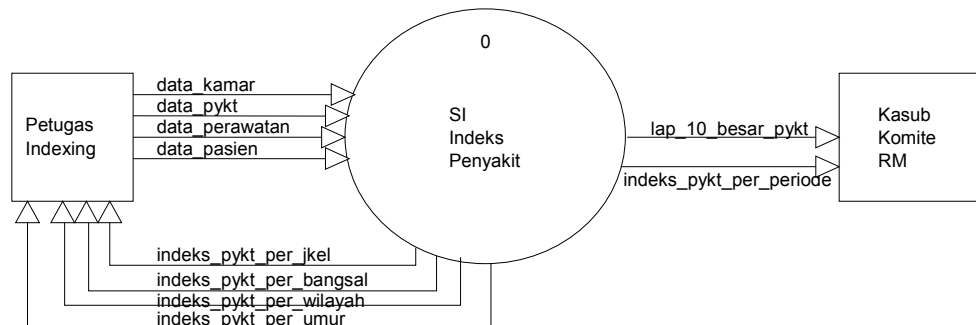 0
Petugas
Indexing
data_kamar
data_pykt
data_perawatan
data_pasien
SI
Indeks
Penyakit
lap_10_besar_pykt
indeks_pykt_per_periode
Kasub
Komite
RM
indeks_pykt_per_jkel
indeks_pykt_per_bangsal
indeks_pykt_per_wilayah
indeks_pykt_per_umur